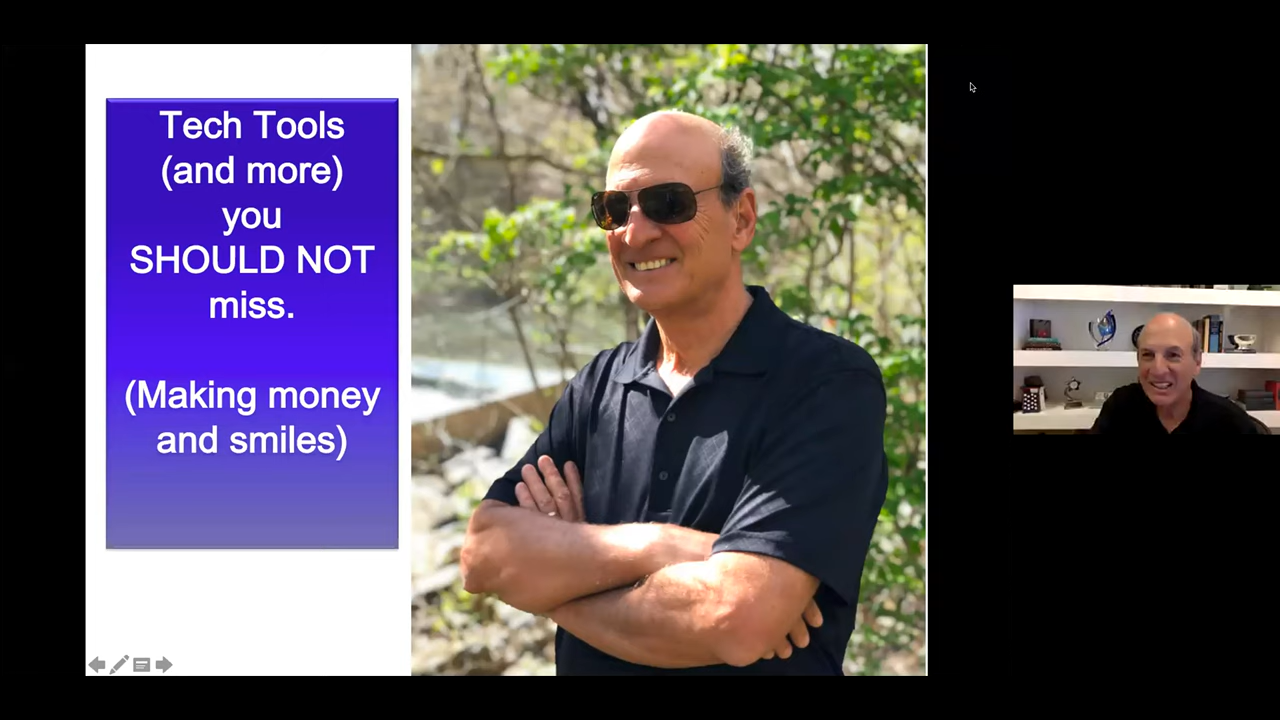 Tech Tools
(and more)
you
SHOULD NOT
miss.
(Making money
and smiles)